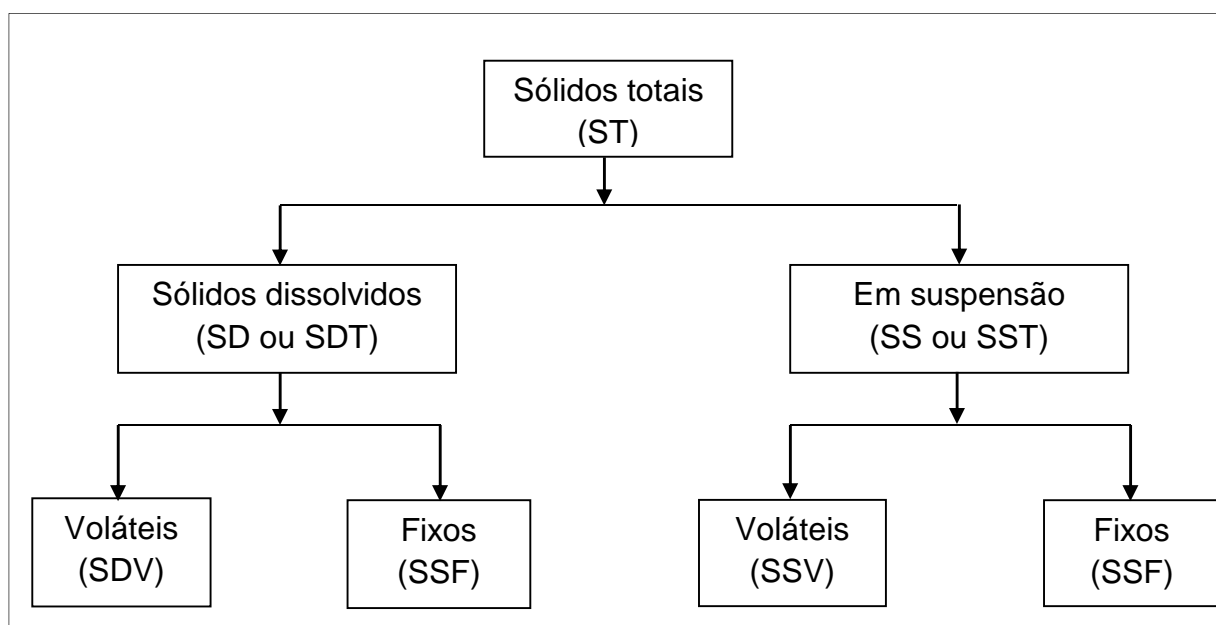 Sólidos totais
(ST)
Sólidos dissolvidos
(SD ou SDT)
Em suspensão
(SS ou SST)
Voláteis
(SDV)
Fixos
(SSF)
Voláteis
(SSV)
Fixos
(SSF)